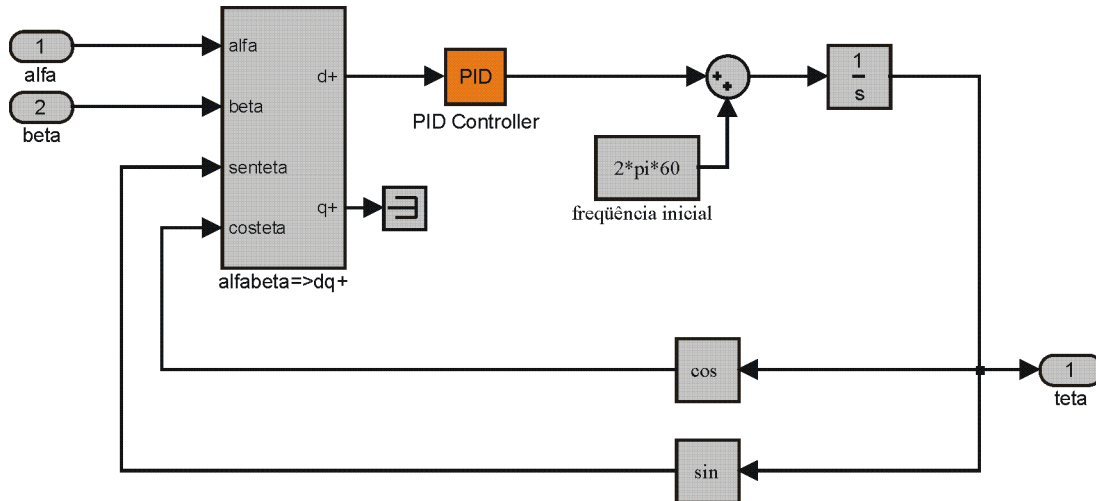 1
alfa
2
beta
alfa
beta
senteta
costeta
d+
q+
alfabeta=>dq+
PID
PID Controller
2*pi*60
freqüência inicial
1
s
cos
sin
1
teta